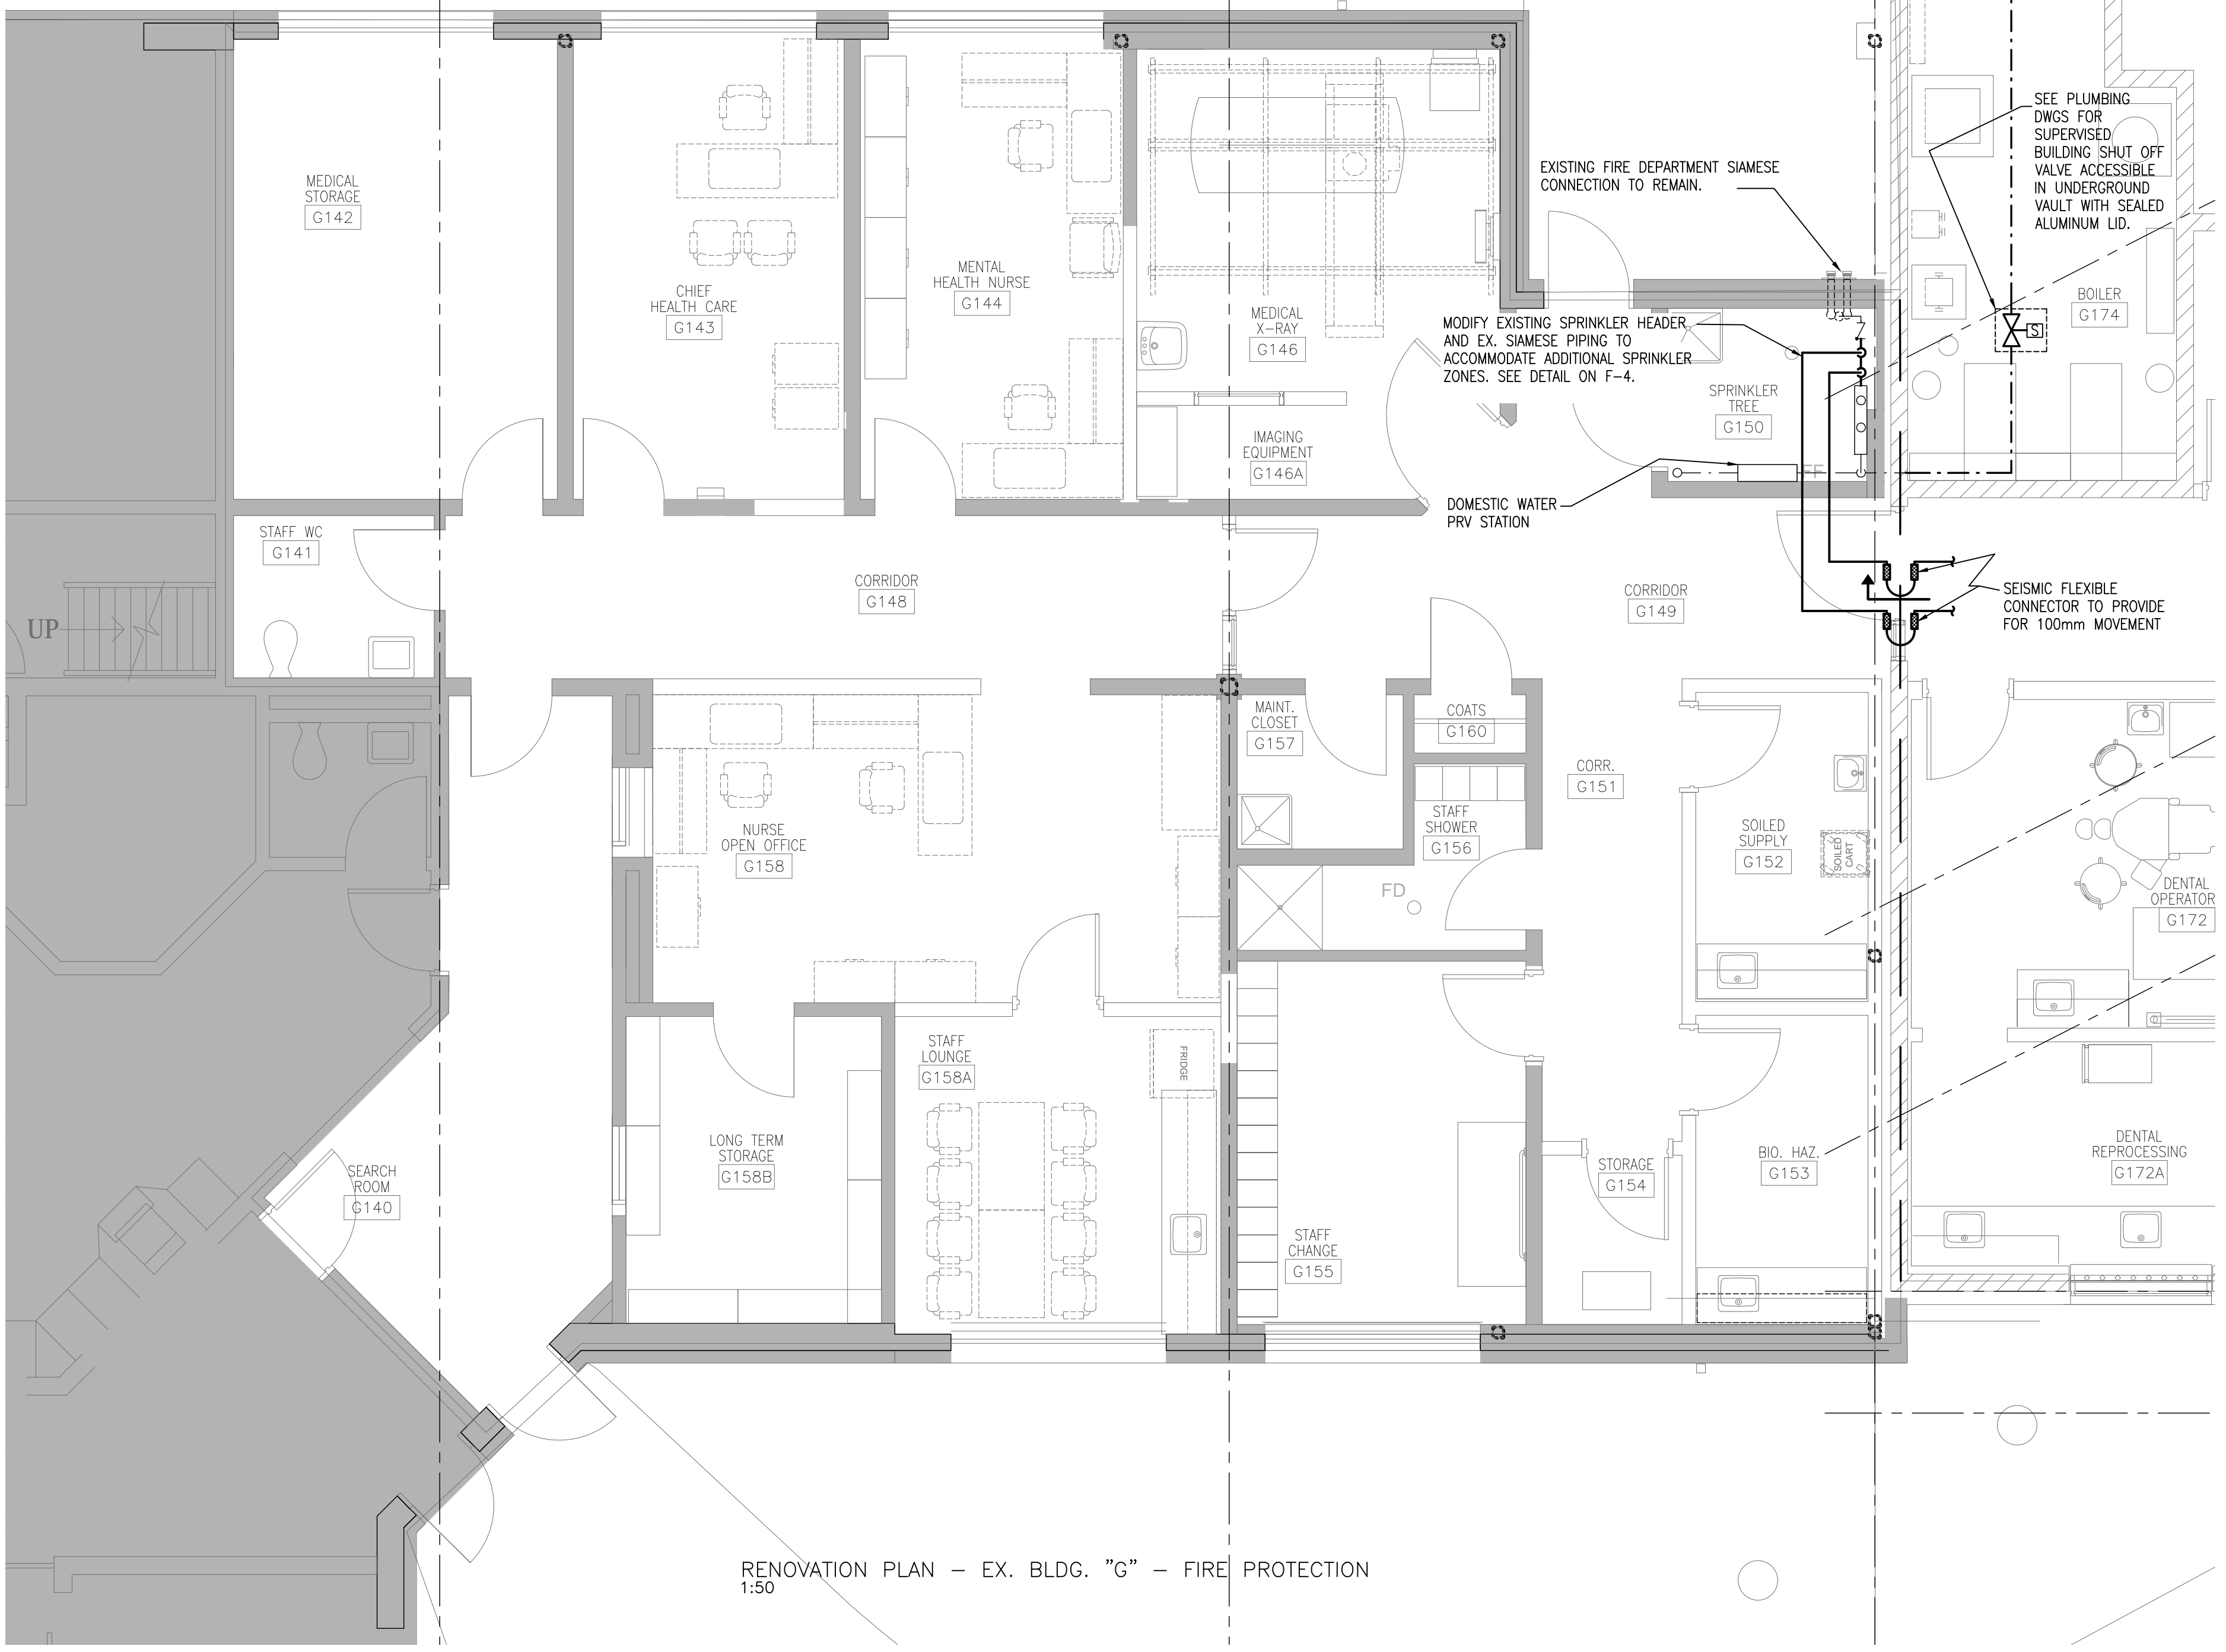 SEE PLUMBING
DWGS FOR
SUPERVISED
BUILDING SHUT OFF
VALVE ACCESSIBLE
IN UNDERGROUND
VAULT WITH SEALED
ALUMINUM LID.
EXISTING FIRE DEPARTMENT SIAMESE
CONNECTION TO REMAIN.
MEDICAL
STORAGE
G142
CHIEF
HEALTH CARE
G143
MENTAL
HEALTH NURSE
G144
MEDICAL
X-RAY
G146
BOILER
G174
S
MODIFY EXISTING SPRINKLER HEADER
AND EX. SIAMESE PIPING TO
ACCOMMODATE ADDITIONAL SPRINKLER
ZONES. SEE DETAIL ON F-4.
SPRINKLER
TREE
G150
IMAGING
EQUIPMENT
G146A
FF
DOMESTIC WATER
PRV STATION
STAFF WC
G141
CORRIDOR
G148
CORRIDOR
G149
SEISMIC FLEXIBLE
CONNECTOR TO PROVIDE
FOR 100mm MOVEMENT
UP
MAINT.
CLOSET
G157
COATS
G160
CORR.
G151
NURSE
OPEN OFFICE
G158
STAFF
SHOWER
G156
SOILED
SUPPLY
G152
SOILED
CART
FD
DENTAL
OPERATOR
G172
STAFF
LOUNGE
G158A
FRIDGE
LONG TERM
STORAGE
G158B
SEARCH
ROOM
G140
STORAGE
G154
BIO. HAZ.
G153
DENTAL
REPROCESSING
G172A
STAFF
CHANGE
G155
RENOVATION PLAN - EX. BLDG. "G" - FIRE PROTECTION
1:50